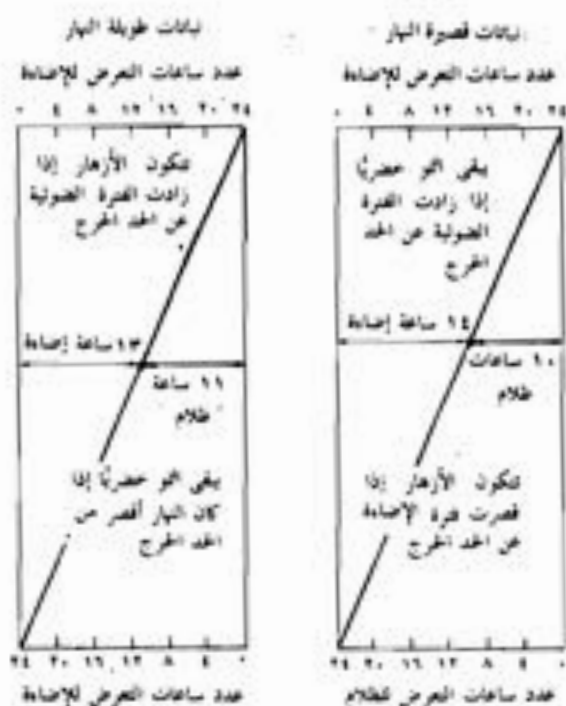 نباتات قصيرة النهار
عدد ساعات التعرض للإضاءة
٠ ٤ ٨ ١٢ ١٦ ٢٠ ٢٤
يبقى النمو خضريًا
إذا زادت الفترة
الضوئية عن الحد
الحرج
١٤ ساعة إضاءة
١٠ ساعات
ظلام
تتكون الأزهار إذا
قصرت فترة الإضاءة
عن الحد الحرج
٢٤ ٢٠ ١٦ ١٢ ٨ ٤ ٠
عدد ساعات التعرض للظلام
نباتات طويلة النهار
عدد ساعات التعرض للإضاءة
٠ ٤ ٨ ١٢ ١٦ ٢٠ ٢٤
تتكون الأزهار إذا
زادت الفترة الضوئية
عن الحد الحرج
١٣ ساعة إضاءة
١١ ساعة
ظلام
يبقى النمو خضريًا إذا
كان النهار أقصر من
الحد الحرج
٢٤ ٢٠ ١٦ ١٢ ٨ ٤ ٠
عدد ساعات التعرض للإضاءة